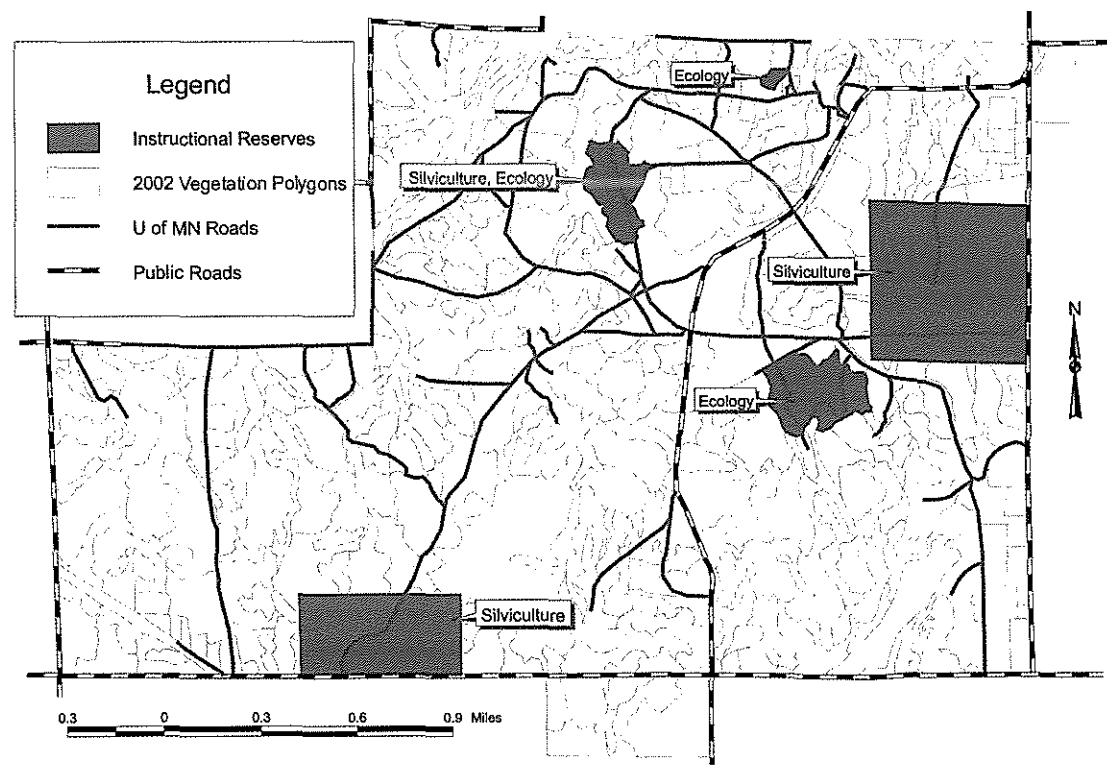 Legend
Instructional Reserves
2002 Vegetation Polygons
U of MN Roads
Public Roads
Ecology
Silviculture, Ecology
Silviculture
Ecology
Silviculture
N
0.3 0 0.3 0.6 0.9 Miles